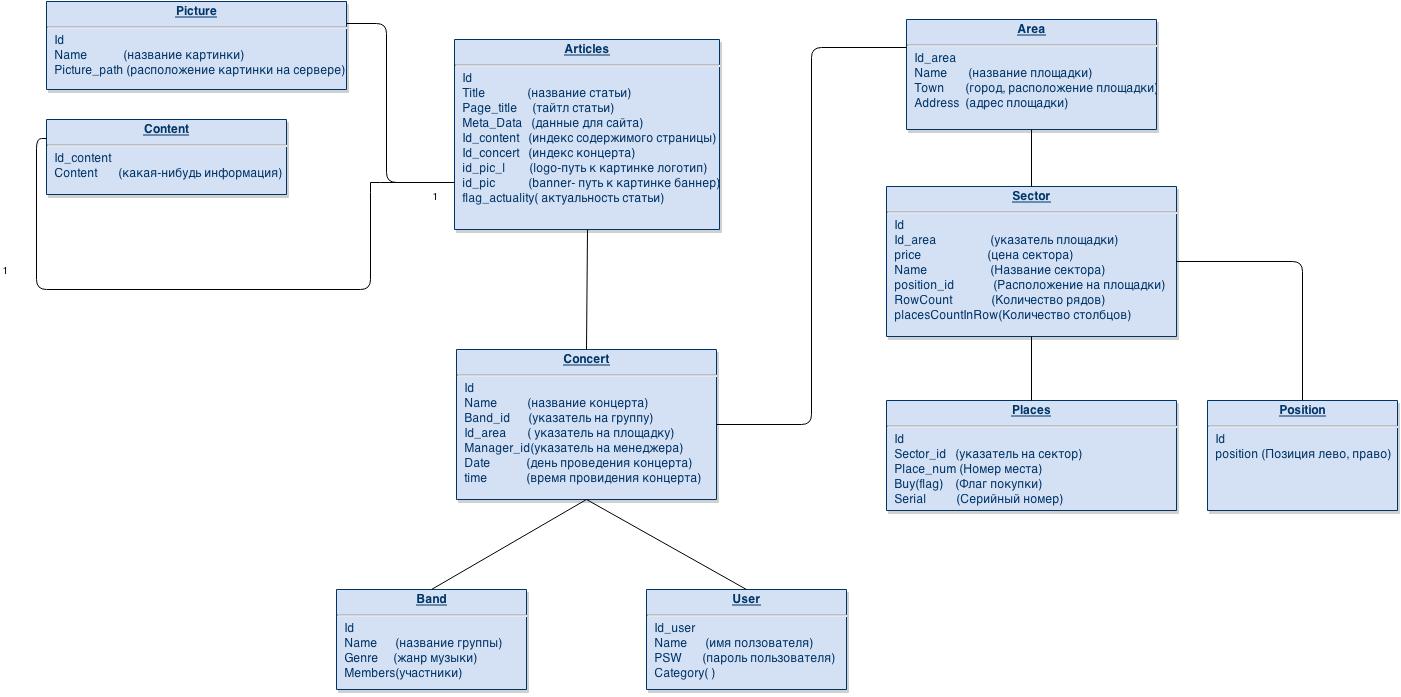 Picture
Id
Name (название картинки)
Picture_path (расположение картинки на сервере)
Content
Id_content
Content (какая-нибудь информация)
1
1
Articles
Id
Title (название статьи)
Page_title (тайтл статьи)
Meta_Data (данные для сайта)
Id_content (индекс содержимого страницы)
Id_concert (индекс концерта)
id_pic_l (logo-путь к картинке логотип)
id_pic (banner- путь к картинке баннер)
flag_actuality( актуальность статьи)
Concert
Id
Name (название концерта)
Band_id (указатель на группу)
Id_area ( указатель на площадку)
Manager_id(указатель на менеджера)
Date (день проведения концерта)
time (время провидения концерта)
Band
Id
Name (название группы)
Genre (жанр музыки)
Members(участники)
User
Id_user
Name (имя ползователя)
PSW (пароль пользователя)
Category( )
Area
Id_area
Name (название площадки)
Town (город, расположение площадки)
Address (адрес площадки)
Sector
Id
Id_area (указатель площадки)
price (цена сектора)
Name (Название сектора)
position_id (Расположение на площадки)
RowCount (Количество рядов)
placesCountInRow(Количество столбцов)
Places
Id
Sector_id (указатель на сектор)
Place_num (Номер места)
Buy(flag) (Флаг покупки)
Serial (Серийный номер)
Position
Id
position (Позиция лево, право)